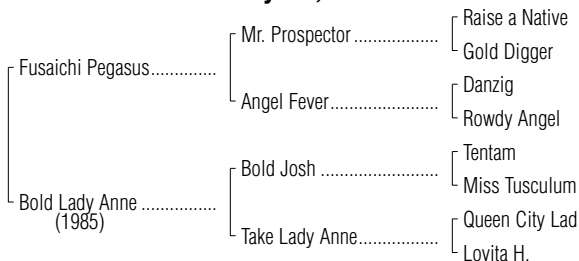 Raise a Native
Mr. Prospector ..................
Gold Digger
Fusaichi Pegasus..............
Danzig
Angel Fever.......................
Rowdy Angel
Tentam
Bold Josh .........................
Miss Tusculum
Bold Lady Anne ................
(1985)
Queen City Lad
Take Lady Anne.................
Lovita H.